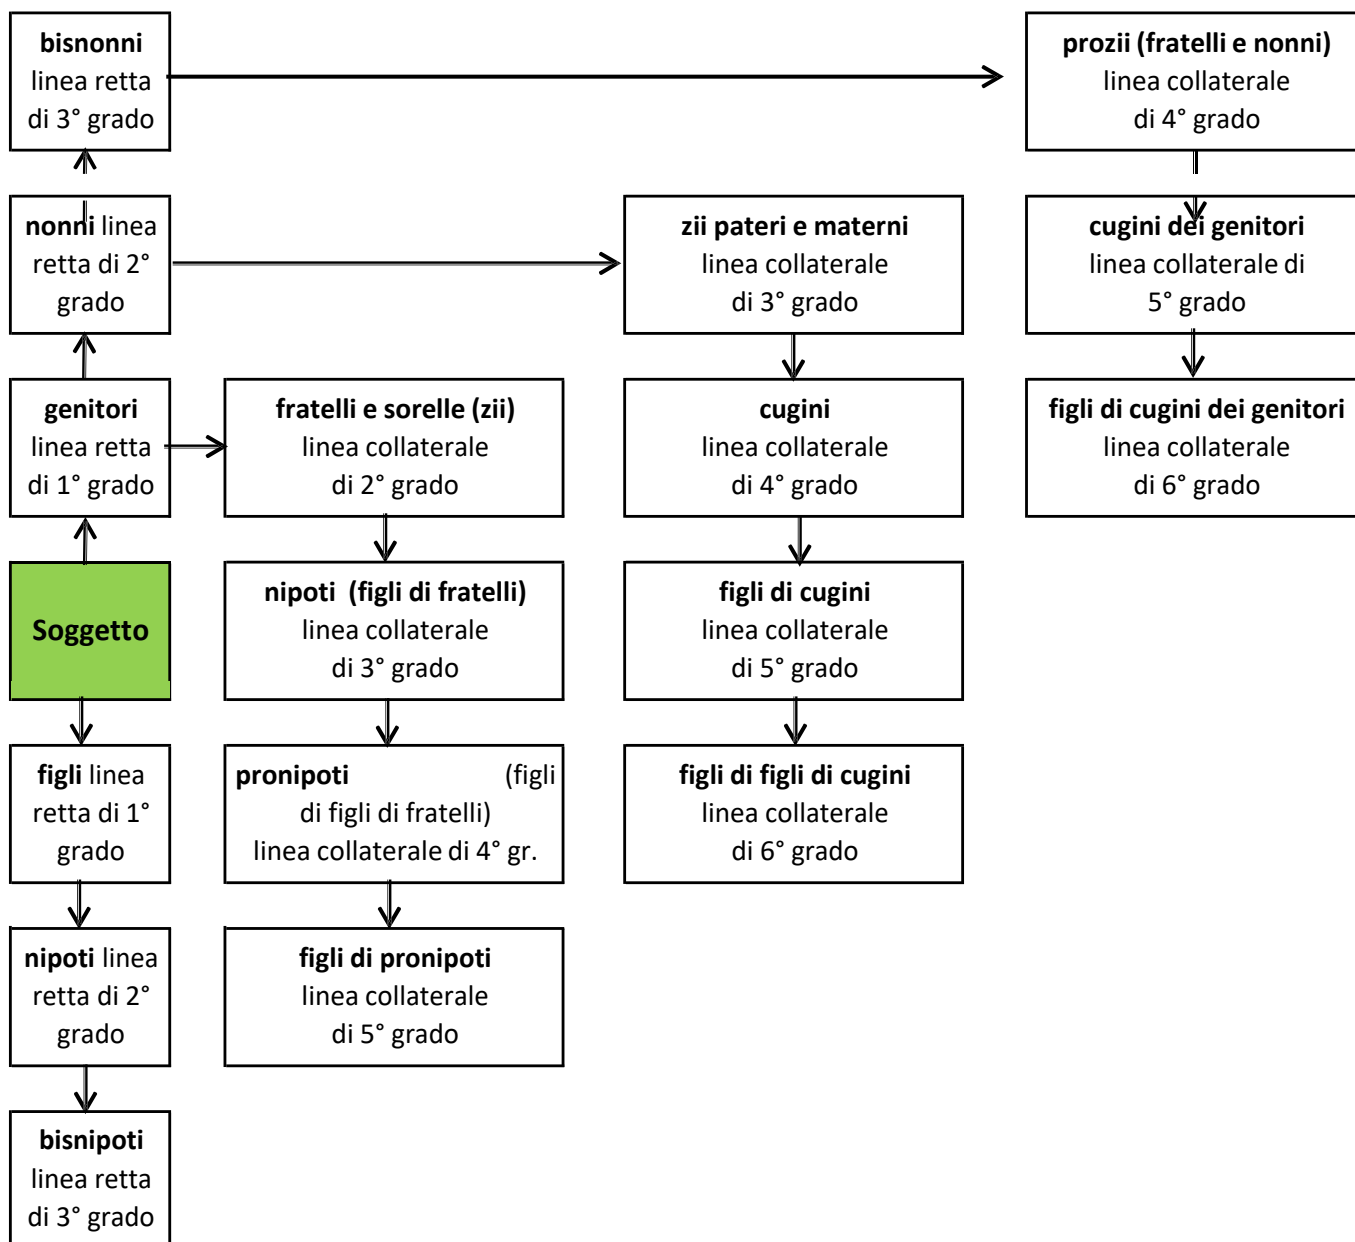 bisnonni
linea retta
di 3° grado
prozii (fratelli e nonni)
linea collaterale
di 4° grado
nonni linea
retta di 2°
grado
zii pateri e materni
linea collaterale
di 3° grado
cugini dei genitori
linea collaterale di
5° grado
genitori
linea retta
di 1° grado
fratelli e sorelle (zii)
linea collaterale
di 2° grado
cugini
linea collaterale
di 4° grado
figli di cugini dei genitori
linea collaterale
di 6° grado
Soggetto
nipoti (figli di fratelli)
linea collaterale
di 3° grado
figli di cugini
linea collaterale
di 5° grado
figli linea
retta di 1°
grado
pronipoti (figli
di figli di fratelli)
linea collaterale di 4° gr.
figli di figli di cugini
linea collaterale
di 6° grado
nipoti linea
retta di 2°
grado
figli di pronipoti
linea collaterale
di 5° grado
bisnipoti
linea retta
di 3° grado